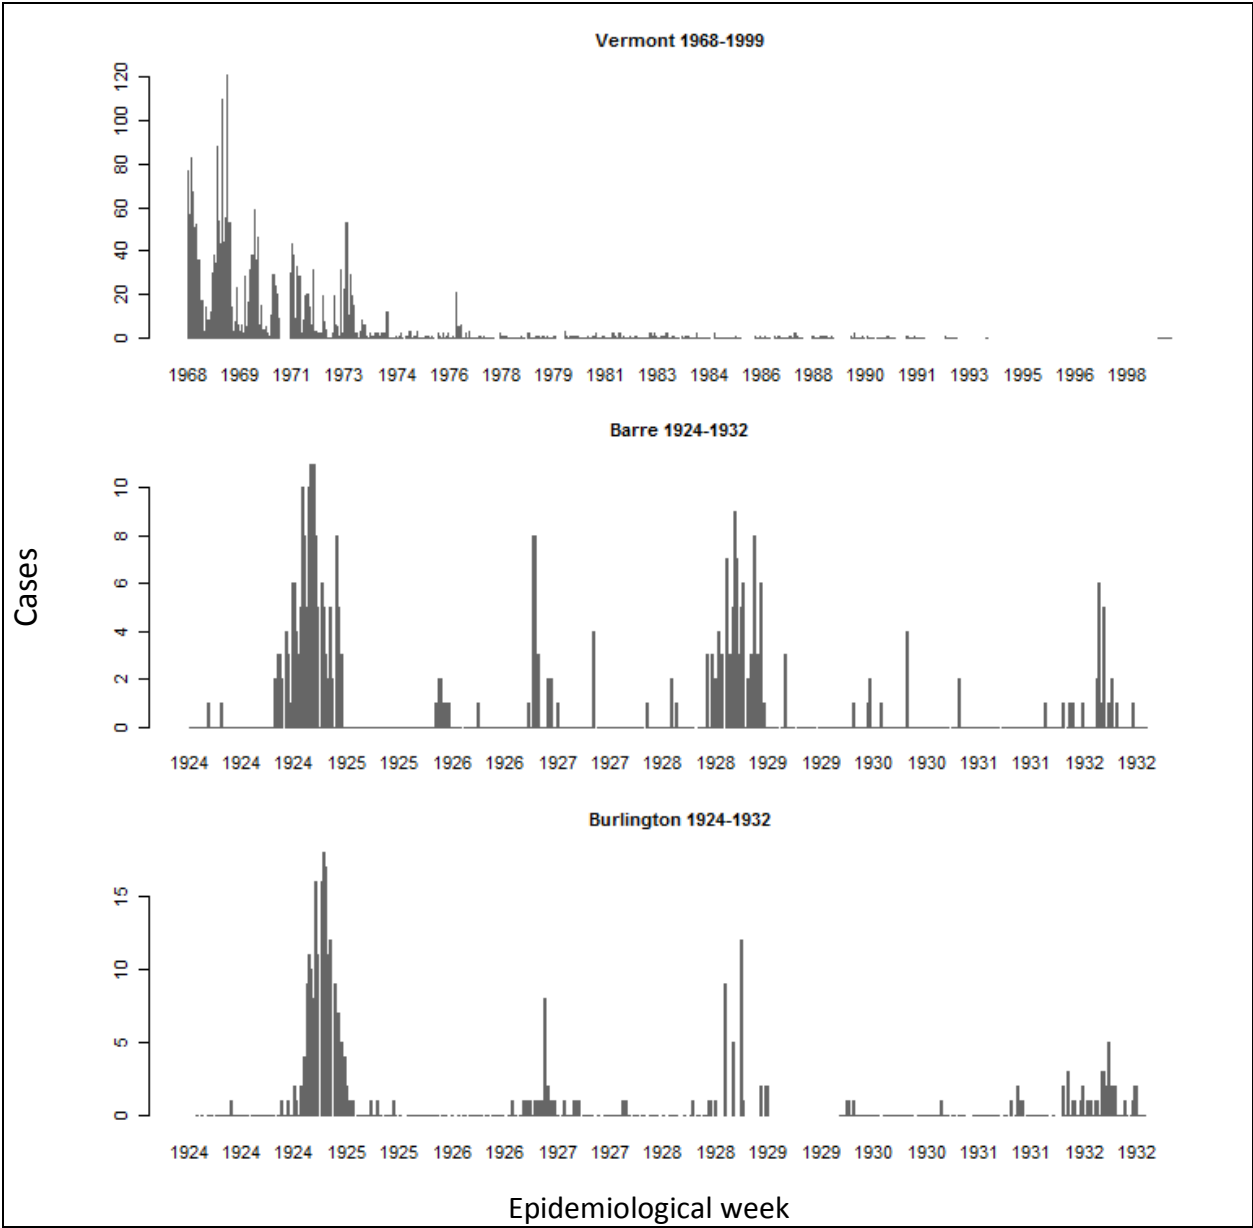 Vermont 1968-1999
120
100
80
60
40
20
0
1968 1969 1971 1973 1974 1976 1978 1979 1981 1983 1984 1986 1988 1990 1991 1993 1995 1996 1998
Barre 1924-1932
10
8
6
4
2
0
1924 1924 1924 1925 1925 1926 1926 1927 1927 1928 1928 1929 1929 1930 1930 1931 1931 1932 1932
Cases
Burlington 1924-1932
15
10
5
0
1924 1924 1924 1925 1925 1926 1926 1927 1927 1928 1928 1929 1929 1930 1930 1931 1931 1932 1932
Epidemiological week